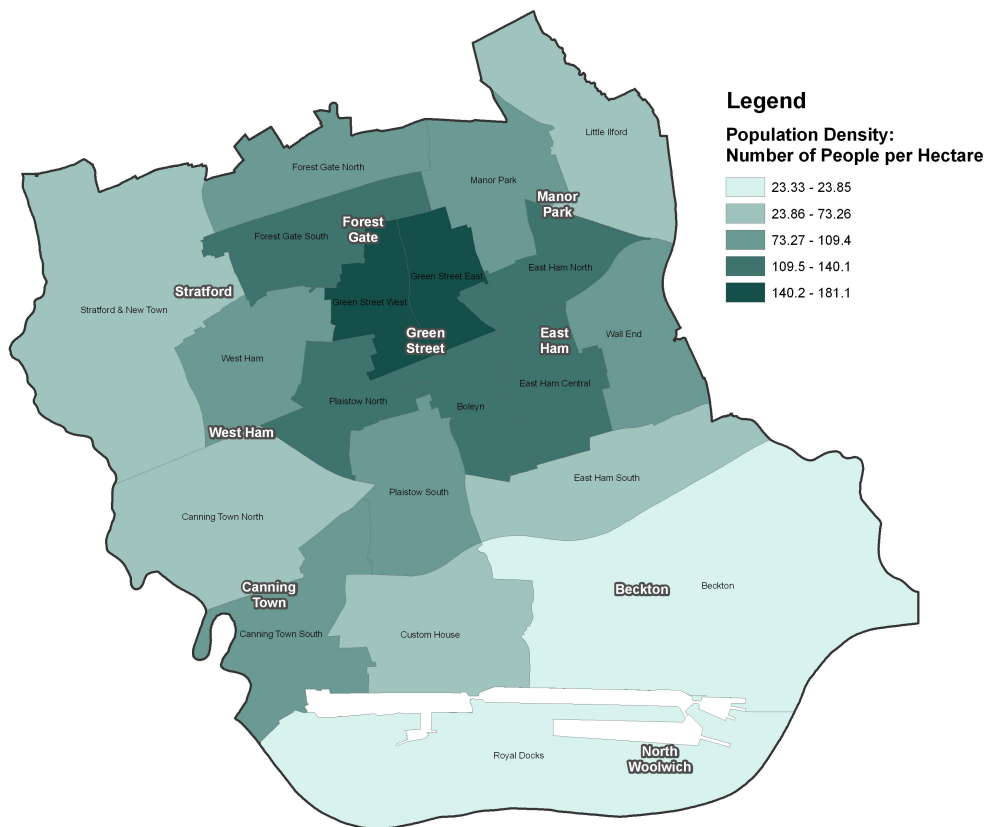 Legend
Population Density:
Number of People per Hectare
23.33 - 23.85
23.86 - 73.26
73.27 - 109.4
109.5 - 140.1
140.2 - 181.1
Little Ilford
Forest Gate North
Manor Park
Manor
Park
Forest
Gate
Forest Gate South
East Ham North
Green Street East
Stratford
Green Street West
Stratford & New Town
Green
Street
East
Ham
Wall End
West Ham
East Ham Central
Plaistow North
Boleyn
West Ham
East Ham South
Plaistow South
Canning Town North
Canning
Town
Beckton
Beckton
Canning Town South
Custom House
Royal Docks
North
Woolwich